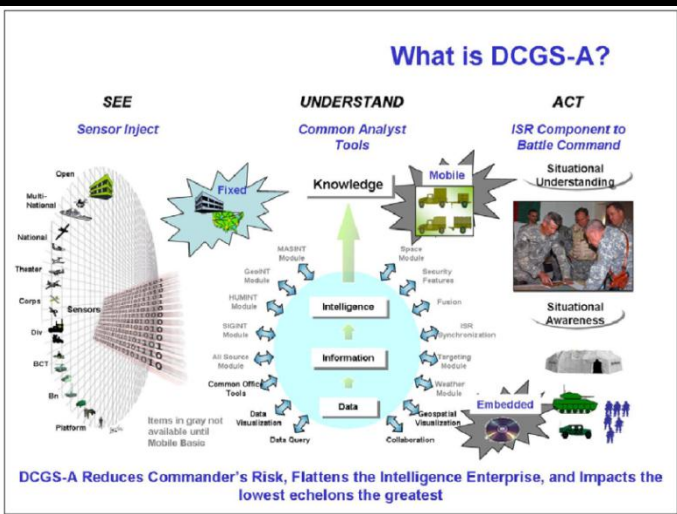 What is DCGS-A?
SEE
Sensor Inject
UNDERSTAND
Common Analyst
Tools
ACT
ISR Component to
Battle Command
Open
Multi-
National
National
Theater
Corps
Div
BCT
Bn
Platform
Sensors
Fixed
Knowledge
Mobile
MASINT
Module
GeoINT
Module
HUMINT
Module
SIGINT
Module
All Source
Module
Common Office
Tools
Data
Visualization
Data Query
Intelligence
Information
Data
Space
Module
Security
Features
Fusion
ISR
Synchronization
Targeting
Module
Weather
Module
Geospatial
Visualization
Collaboration
Situational
Understanding
Situational
Awareness
Embedded
Items in gray not
available until
Mobile Basic
DCGS-A Reduces Commander's Risk, Flattens the Intelligence Enterprise, and Impacts the
lowest echelons the greatest